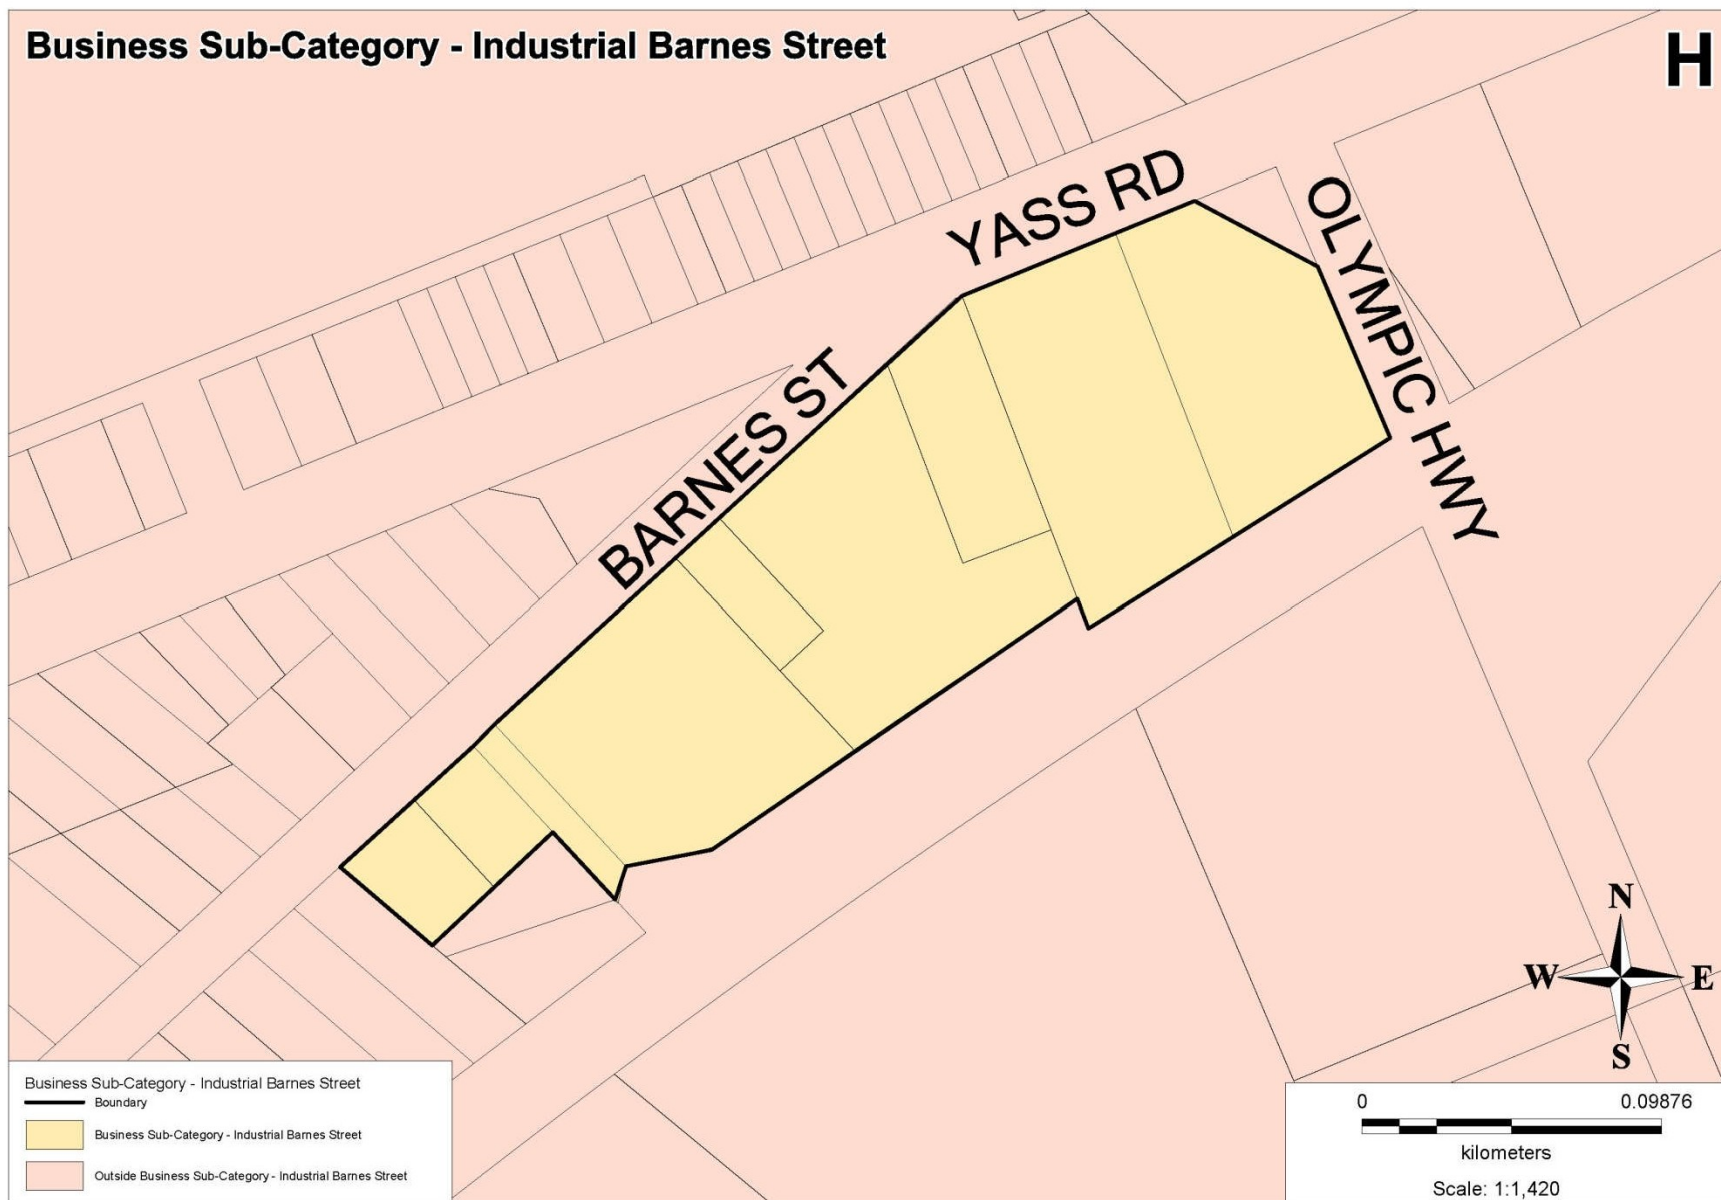 Business Sub-Category - Industrial Barnes Street
H
YASS RD
OLYMPIC HWY
BARNES ST
N
W E
S
Business Sub-Category - Industrial Barnes Street
Boundary
Business Sub-Category - Industrial Barnes Street
Outside Business Sub-Category - Industrial Barnes Street
0 0.09876
kilometers
Scale: 1:1,420